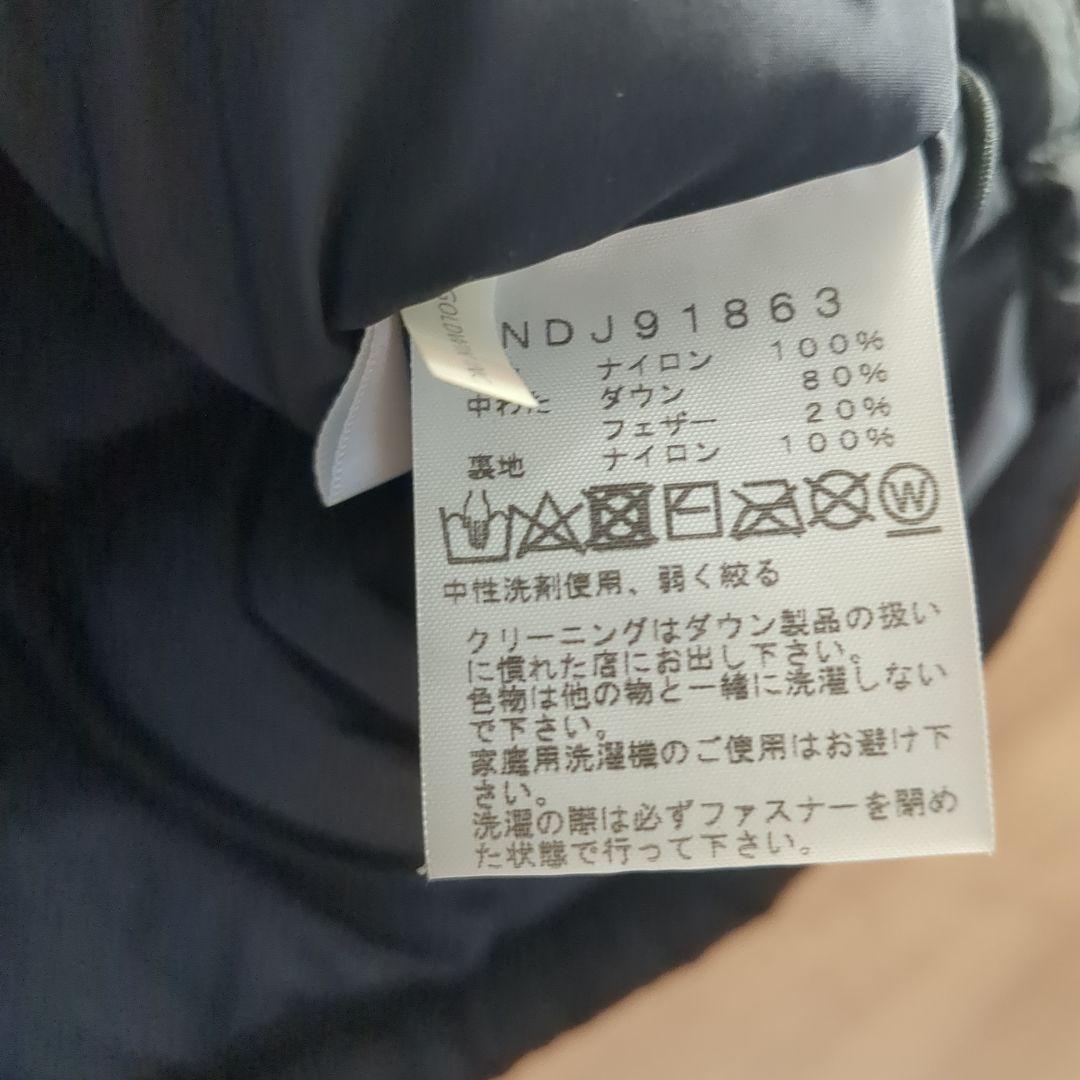 NDJ91863
ナイロン 100%
中わた ダウン 80%
フェザー 20%
裏地 ナイロン 100%
W
中性洗剤使用、弱く絞る
クリーニングはダウン製品の扱い
に慣れた店にお出し下さい。
色物は他の物と一緒に洗濯しない
で下さい。
家庭用洗濯機のご使用はお避け下
さい。
洗濯の際は必ずファスナーを閉め
た状態で行って下さい。